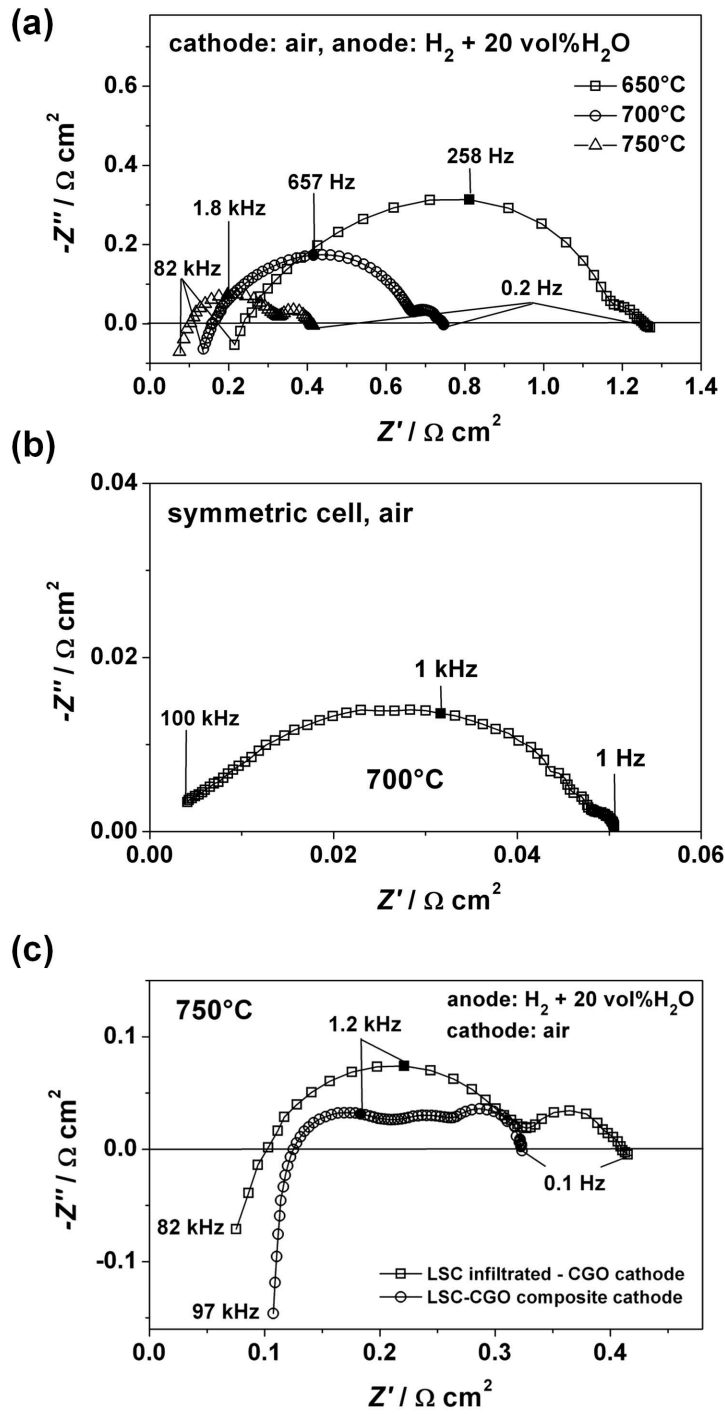 (a)
cathode: air, anode: H₂ + 20 vol%H₂O
650°C
700°C
750°C
258 Hz
657 Hz
1.8 kHz
82 kHz
0.2 Hz
0.6
0.4
0.2
0.0
-Z'' / Ω cm²
0.0 0.2 0.4 0.6 0.8 1.0 1.2 1.4
Z' / Ω cm²
(b)
symmetric cell, air
1 kHz
100 kHz
1 Hz
700°C
0.04
0.02
0.00
-Z'' / Ω cm²
0.00 0.02 0.04 0.06
Z' / Ω cm²
(c)
750°C
anode: H₂ + 20 vol%H₂O
cathode: air
1.2 kHz
82 kHz
97 kHz
0.1 Hz
LSC infiltrated - CGO cathode
LSC-CGO composite cathode
0.1
0.0
-0.1
-Z'' / Ω cm²
0.0 0.1 0.2 0.3 0.4
Z' / Ω cm²